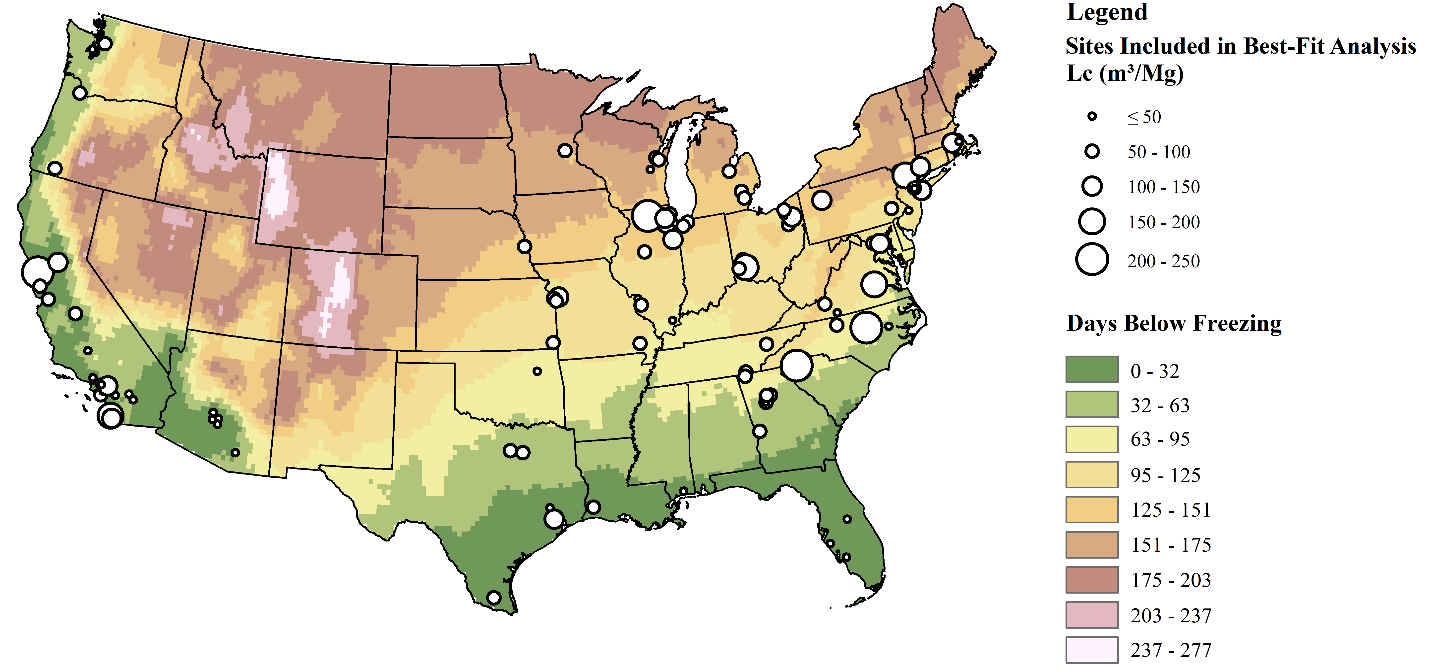 Legend
Sites Included in Best-Fit Analysis
Lc (m³/Mg)
≤ 50
50 - 100
100 - 150
150 - 200
200 - 250
Days Below Freezing
0 - 32
32 - 63
63 - 95
95 - 125
125 - 151
151 - 175
175 - 203
203 - 237
237 - 277